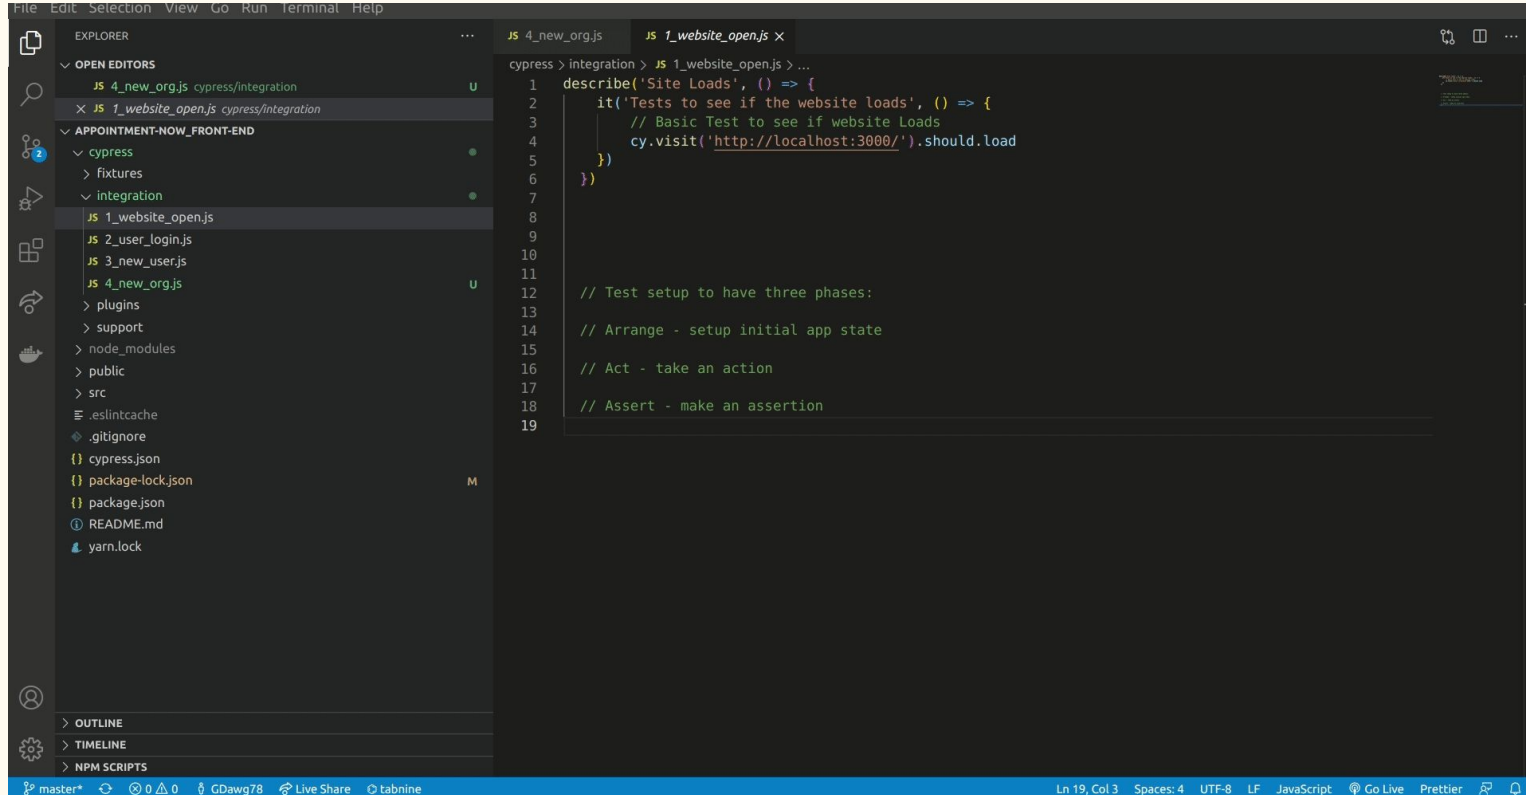 File Edit Selection View Go Run Terminal Help
EXPLORER
OPEN EDITORS
JS 4_new_org.js cypress/integration U
JS 1_website_open.js cypress/integration
APPOINTMENT-NOW_FRONT-END
cypress
fixtures
integration
JS 1_website_open.js
JS 2_user_login.js
JS 3_new_user.js
JS 4_new_org.js U
plugins
support
node_modules
public
src
.eslintcache
.gitignore
{} cypress.json
{} package-lock.json M
{} package.json
README.md
yarn.lock
OUTLINE
TIMELINE
NPM SCRIPTS
2
JS 4_new_org.js JS 1_website_open.js
cypress > integration > JS 1_website_open.js > ...
1 describe('Site Loads', () => {
2 it('Tests to see if the website loads', () => {
3 // Basic Test to see if website Loads
4 cy.visit('http://localhost:3000/').should.load
5 })
6 })
7
8
9
10
11
12 // Test setup to have three phases:
13
14 // Arrange - setup initial app state
15
16 // Act - take an action
17
18 // Assert - make an assertion
19
master* 0 0 GDawg78 Live Share tabnine Ln 19, Col 3 Spaces: 4 UTF-8 LF JavaScript Go Live Prettier